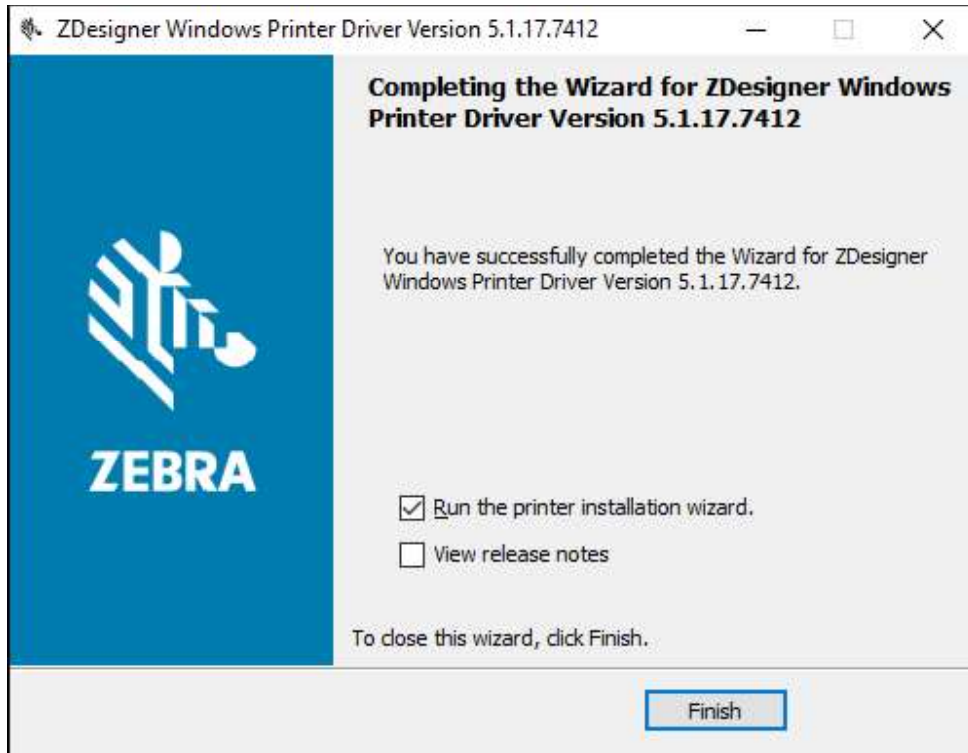 ZDesigner Windows Printer Driver Version 5.1.17.7412
Completing the Wizard for ZDesigner Windows
Printer Driver Version 5.1.17.7412
You have successfully completed the Wizard for ZDesigner
Windows Printer Driver Version 5.1.17.7412.
ZEBRA
Run the printer installation wizard.
View release notes
To close this wizard, click Finish.
Finish